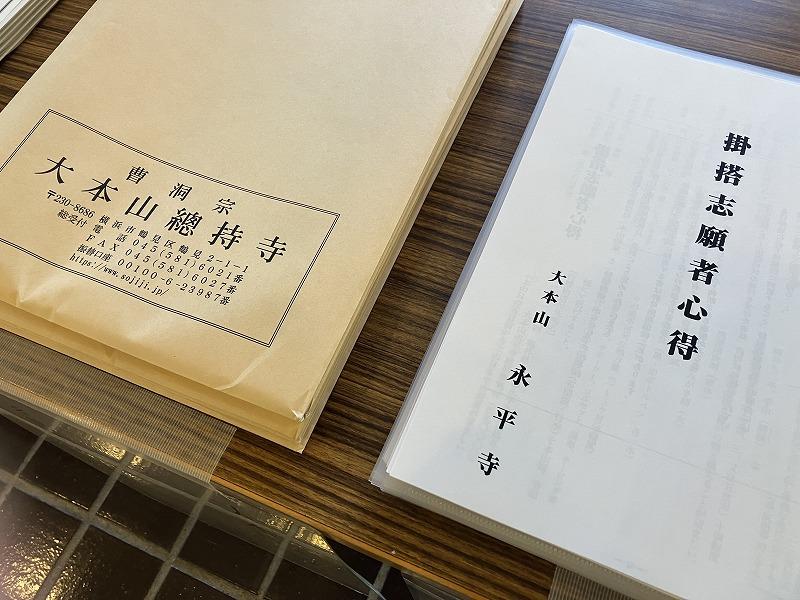 曹洞宗
大本山總持寺
〒230-8686 横浜市鶴見区鶴見2-1-1
総受付 電話 045(581)6021番
FAX 045(581)6027番
振替口座 00100-6-23987番
https://www.sojiji.jp/
掛搭志願者心得
大本山 永平寺